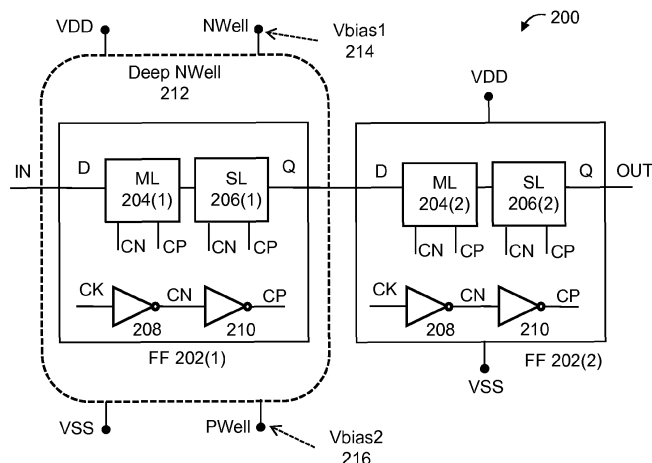 200
VDD
NWell
Vbias1
214
Deep NWell
212
VDD
IN
D
ML
204(1)
SL
206(1)
Q
CN
CP
CN
CP
CK
CN
CP
208
210
FF 202(1)
D
ML
204(2)
SL
206(2)
Q
OUT
CN
CP
CN
CP
CK
CN
CP
208
210
FF 202(2)
VSS
VSS
PWell
Vbias2
216